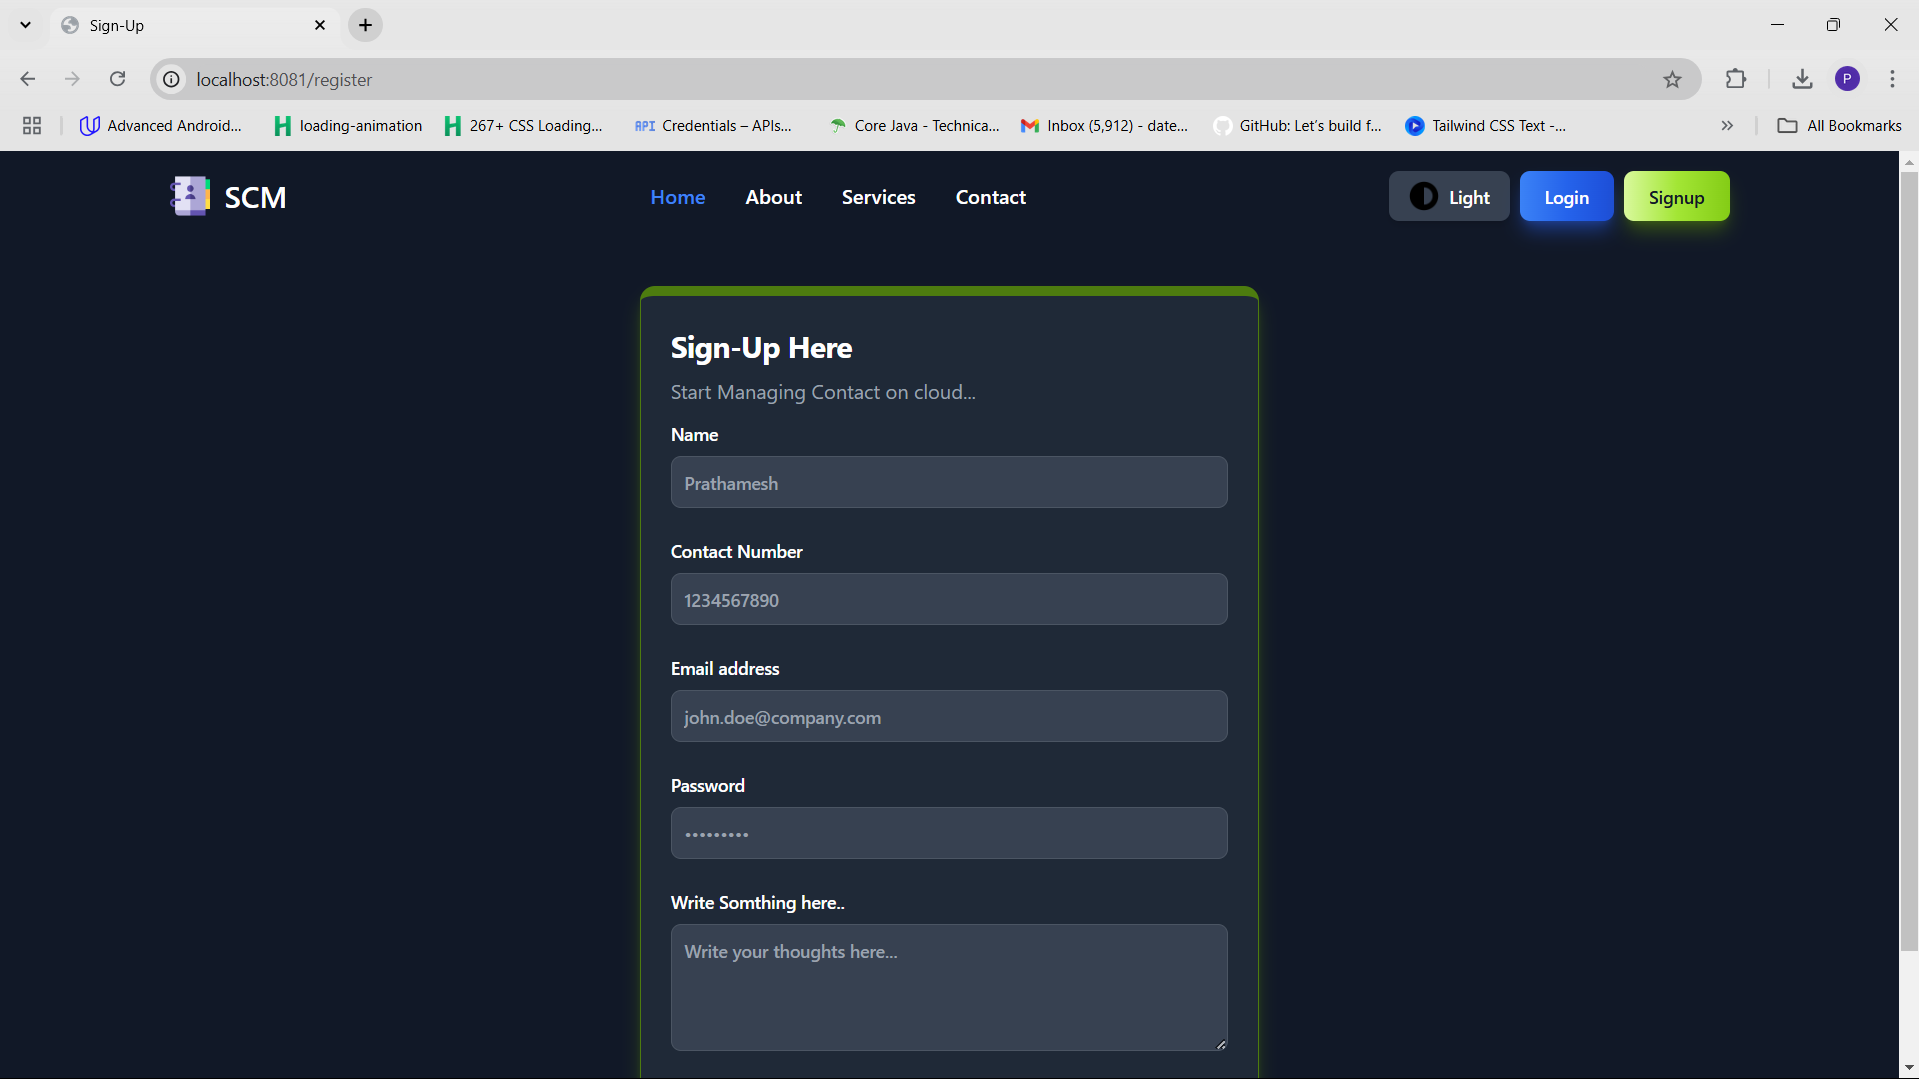 Sign-Up
localhost:8081/register
P
Advanced Android...
loading-animation
267+ CSS Loading...
API Credentials – APIs...
Core Java - Technica...
Inbox (5,912) - date...
GitHub: Let's build f...
Tailwind CSS Text -...
All Bookmarks
SCM
Home
About
Services
Contact
Light
Login
Signup
Sign-Up Here
Start Managing Contact on cloud...
Name
Prathamesh
Contact Number
1234567890
Email address
john.doe@company.com
Password
•••••••••
Write Somthing here..
Write your thoughts here...